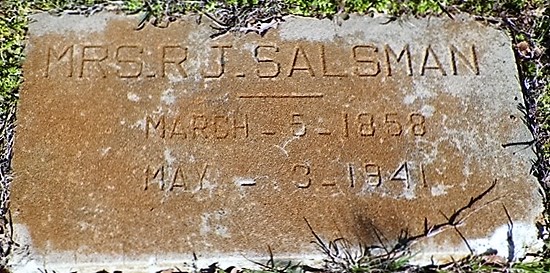 MRS. R J. SALSMAN
MARCH - 5 - 1858
MAY - 3 - 1941